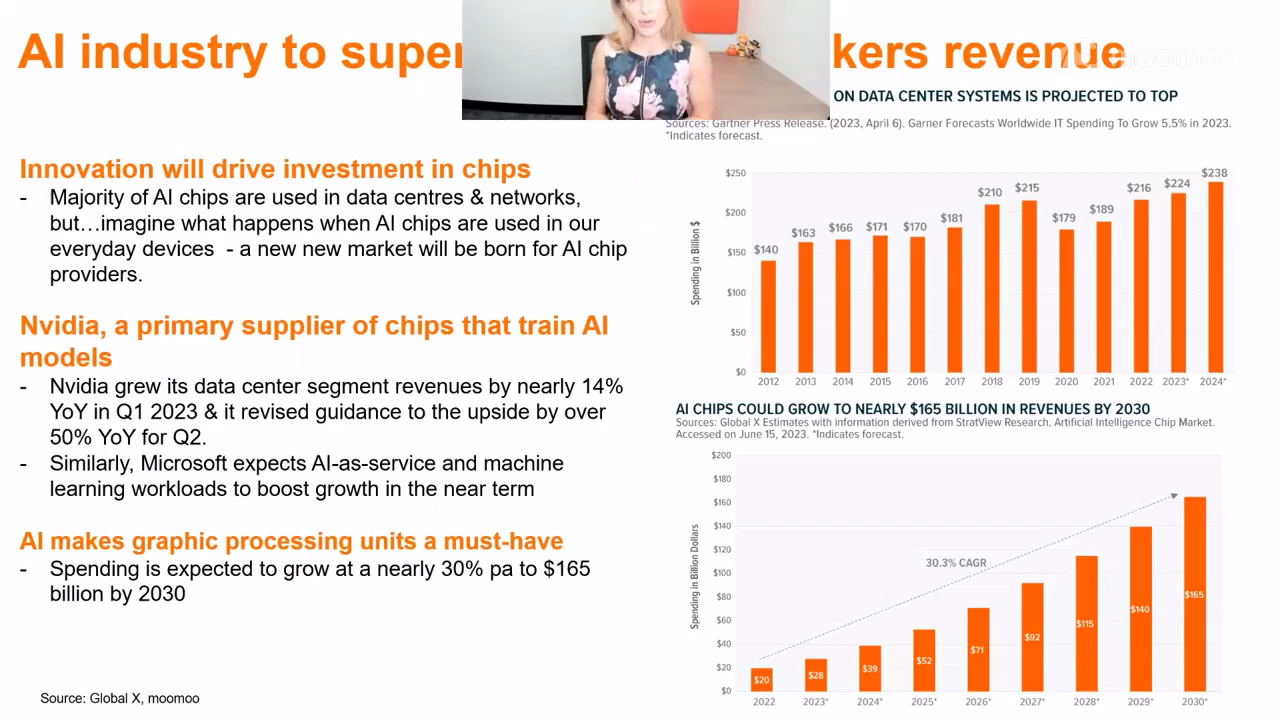 AI industry to super kers revenue
moomoo
ON DATA CENTER SYSTEMS IS PROJECTED TO TOP
Sources: Gartner Press Release. (2023, April 6). Garner Forecasts Worldwide IT Spending To Grow 5.5% in 2023.
*Indicates forecast.
Innovation will drive investment in chips
- Majority of AI chips are used in data centres & networks,
but…imagine what happens when AI chips are used in our
everyday devices - a new new market will be born for AI chip
providers.
Nvidia, a primary supplier of chips that train AI
models
- Nvidia grew its data center segment revenues by nearly 14%
YoY in Q1 2023 & it revised guidance to the upside by over
50% YoY for Q2.
- Similarly, Microsoft expects AI-as-service and machine
learning workloads to boost growth in the near term
AI makes graphic processing units a must-have
- Spending is expected to grow at a nearly 30% pa to $165
billion by 2030
Source: Global X, moomoo
Spending in Billion $
$250
$200
$150
$100
$50
$0
$140 $163 $166 $171 $170 $181 $210 $215 $179 $189 $216 $224 $238
2012 2013 2014 2015 2016 2017 2018 2019 2020 2021 2022 2023* 2024*
AI CHIPS COULD GROW TO NEARLY $165 BILLION IN REVENUES BY 2030
Sources: Global X Estimates with information derived from StratView Research. Artificial Intelligence Chip Market.
Accessed on June 15, 2023. *Indicates forecast.
Spending in Billion Dollars
$200
$180
$160
$140
$120
$100
$80
$60
$40
$20
$0
30.3% CAGR
$20 $28 $39 $52 $71 $92 $115 $140 $165
2022 2023* 2024* 2025* 2026* 2027* 2028* 2029* 2030*